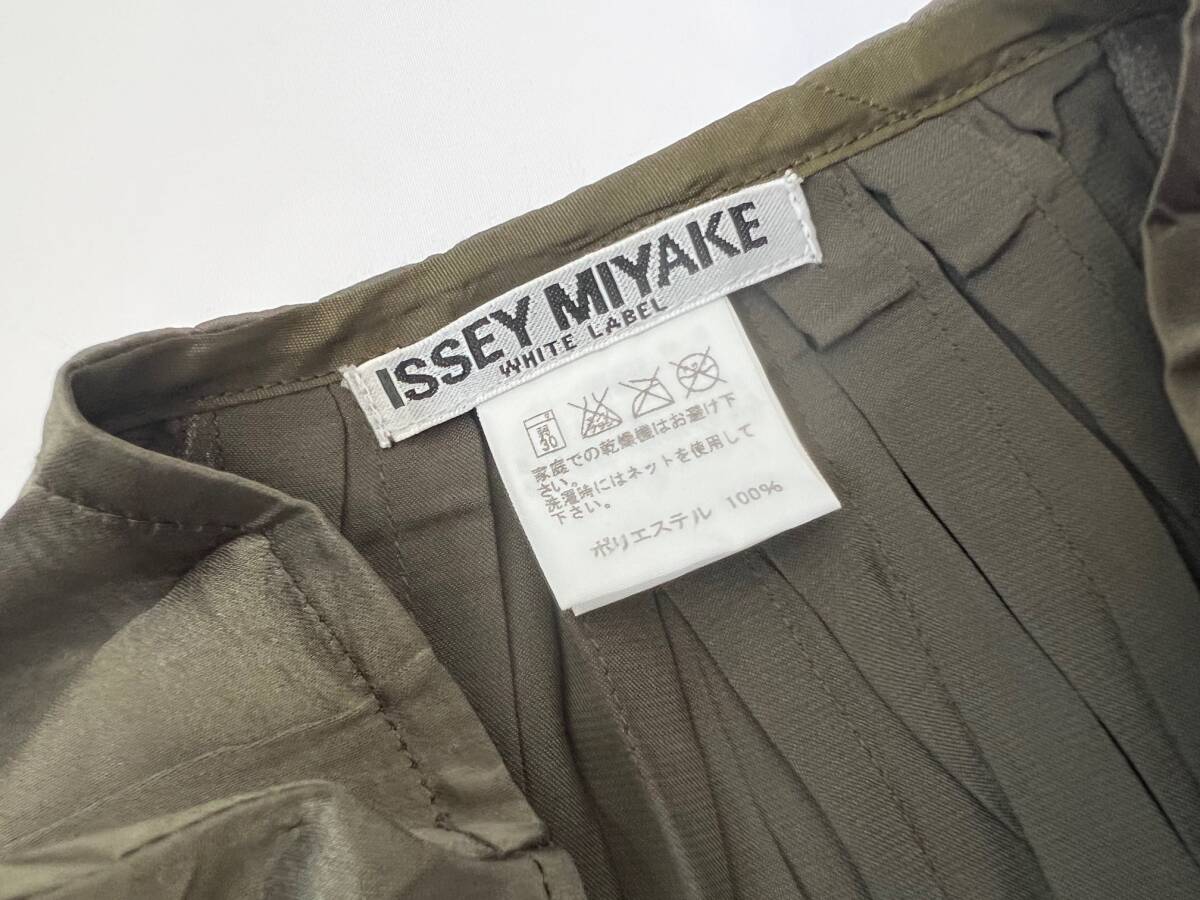 ISSEY MIYAKE
WHITE LABEL
30
家庭での乾燥機はお避け下
さい。
洗濯時にはネットを使用して
下さい。
ポリエステル 100%